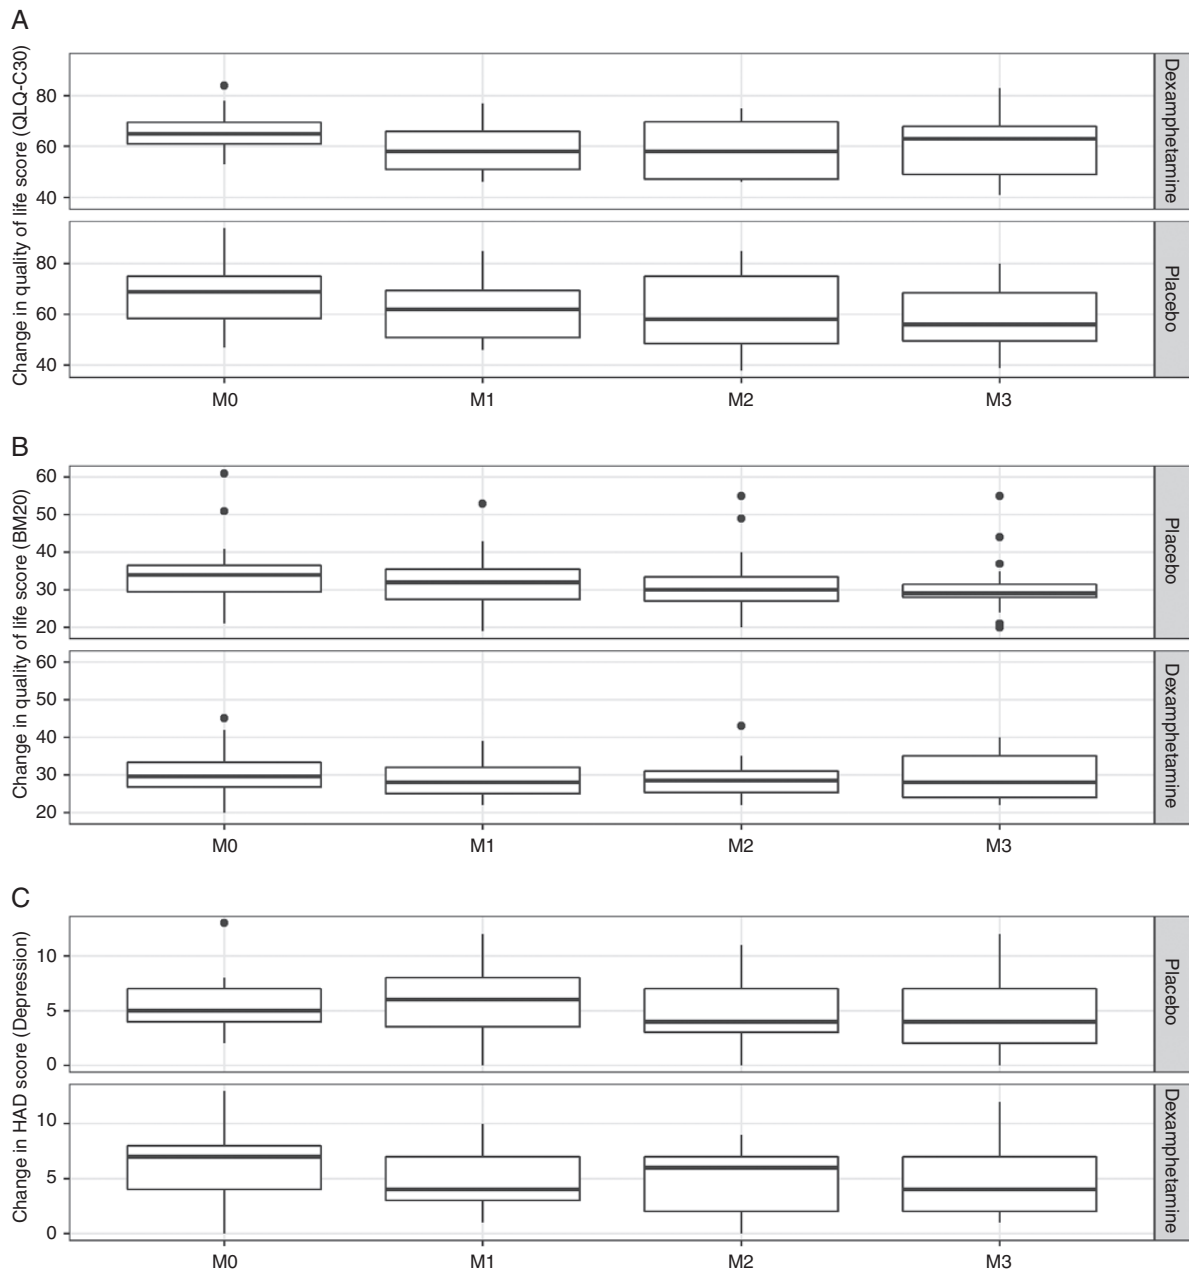 A
Change in quality of life score (QLQ-C30)
80
60
40
Dexamphetamine
80
60
40
Placebo
M0 M1 M2 M3
B
Change in quality of life score (BM20)
60
50
40
30
20
Placebo
60
50
40
30
20
Dexamphetamine
M0 M1 M2 M3
C
Change in HAD score (Depression)
10
5
0
Placebo
10
5
0
Dexamphetamine
M0 M1 M2 M3